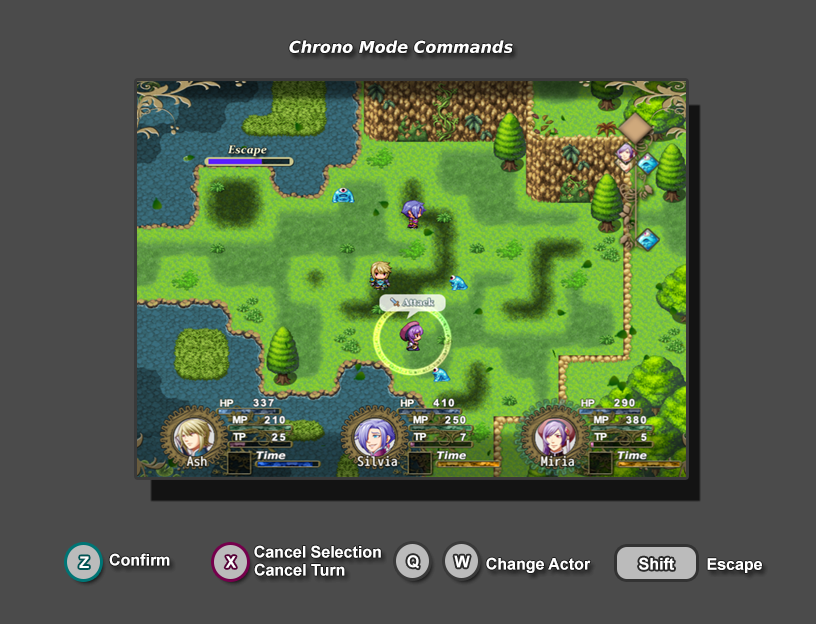 Chrono Mode Commands
Escape
Attack
HP 337
MP 210
TP 25
Time
Ash
HP 410
MP 250
TP 7
Time
Silvia
HP 290
MP 380
TP 5
Time
Miria
Z Confirm
X Cancel Selection
Cancel Turn
Q W Change Actor
Shift Escape